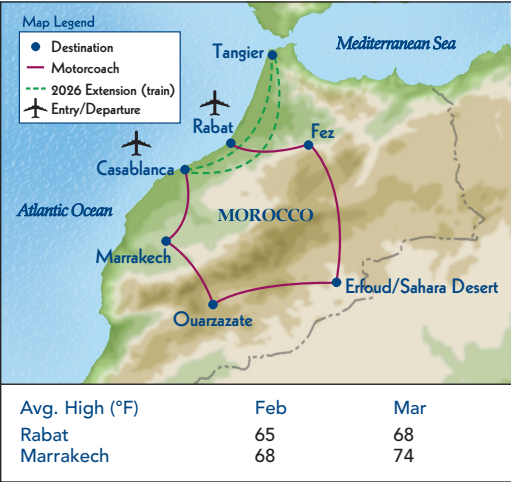 Map Legend
Destination
Motorcoach
2026 Extension (train)
Entry/Departure
Tangier
Mediterranean Sea
Rabat
Fez
Casablanca
Atlantic Ocean
MOROCCO
Marrakech
Erfoud/Sahara Desert
Ouarzazate
Avg. High (°F) Feb Mar
Rabat 65 68
Marrakech 68 74